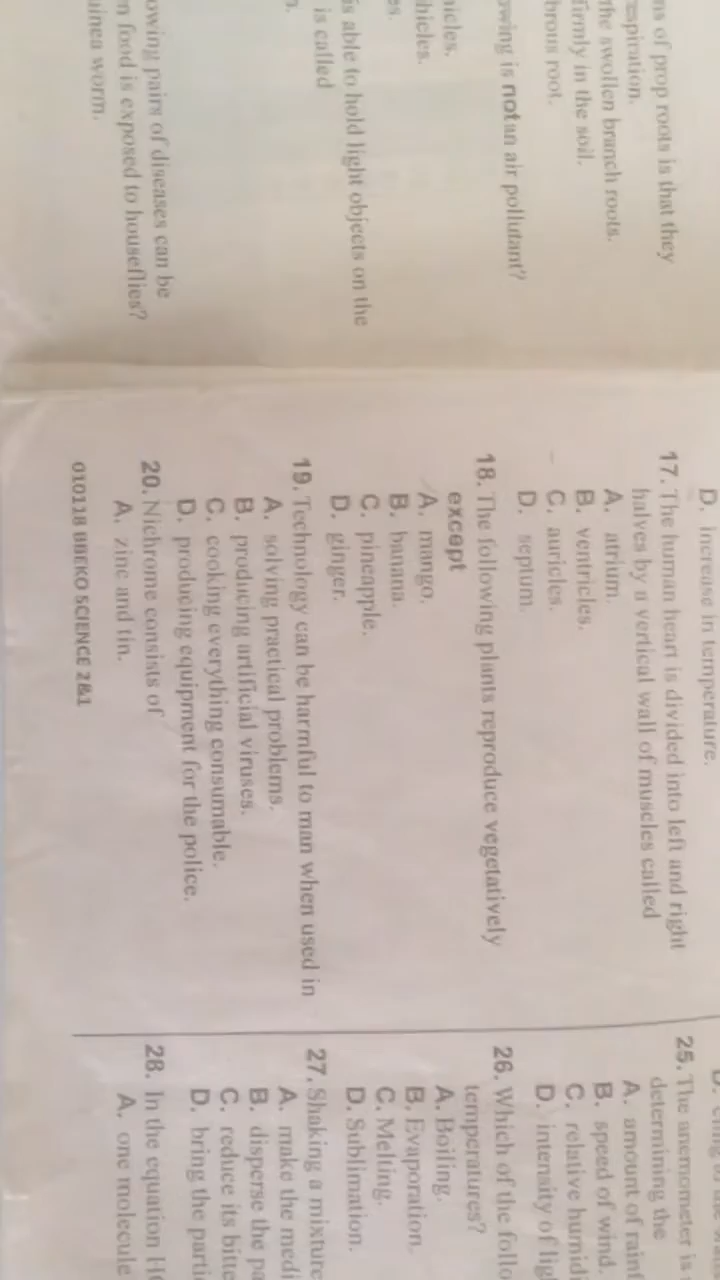 ns of prop roots is that they
espiration.
the swollen branch roots.
firmly in the soil.
brous root.
owing is not an air pollutant?
hicles.
es.
is able to hold light objects on the
is called
n.
owing pairs of diseases can be
en food is exposed to houseflies?
uinea worm.
D. increase in temperature.
17. The human heart is divided into left and right
halves by a vertical wall of muscles called
A. atrium.
B. ventricles.
C. auricles.
D. septum.
18. The following plants reproduce vegetatively
except
A. mango.
B. banana.
C. pineapple.
D. ginger.
19. Technology can be harmful to man when used in
A. solving practical problems.
B. producing artificial viruses.
C. cooking everything consumable.
D. producing equipment for the police.
20. Nichrome consists of
A. zinc and tin.
010118 BBEKO SCIENCE 2&1
25. The anemometer is
determining the
A. amount of rain
B. speed of wind.
C. relative humid
D. intensity of lig
26. Which of the follo
temperatures?
A. Boiling.
B. Evaporation.
C. Melting.
D. Sublimation.
27. Shaking a mixture
A. make the medi
B. disperse the pa
C. reduce its bitte
D. bring the parti
28. In the equation H
A. one molecule